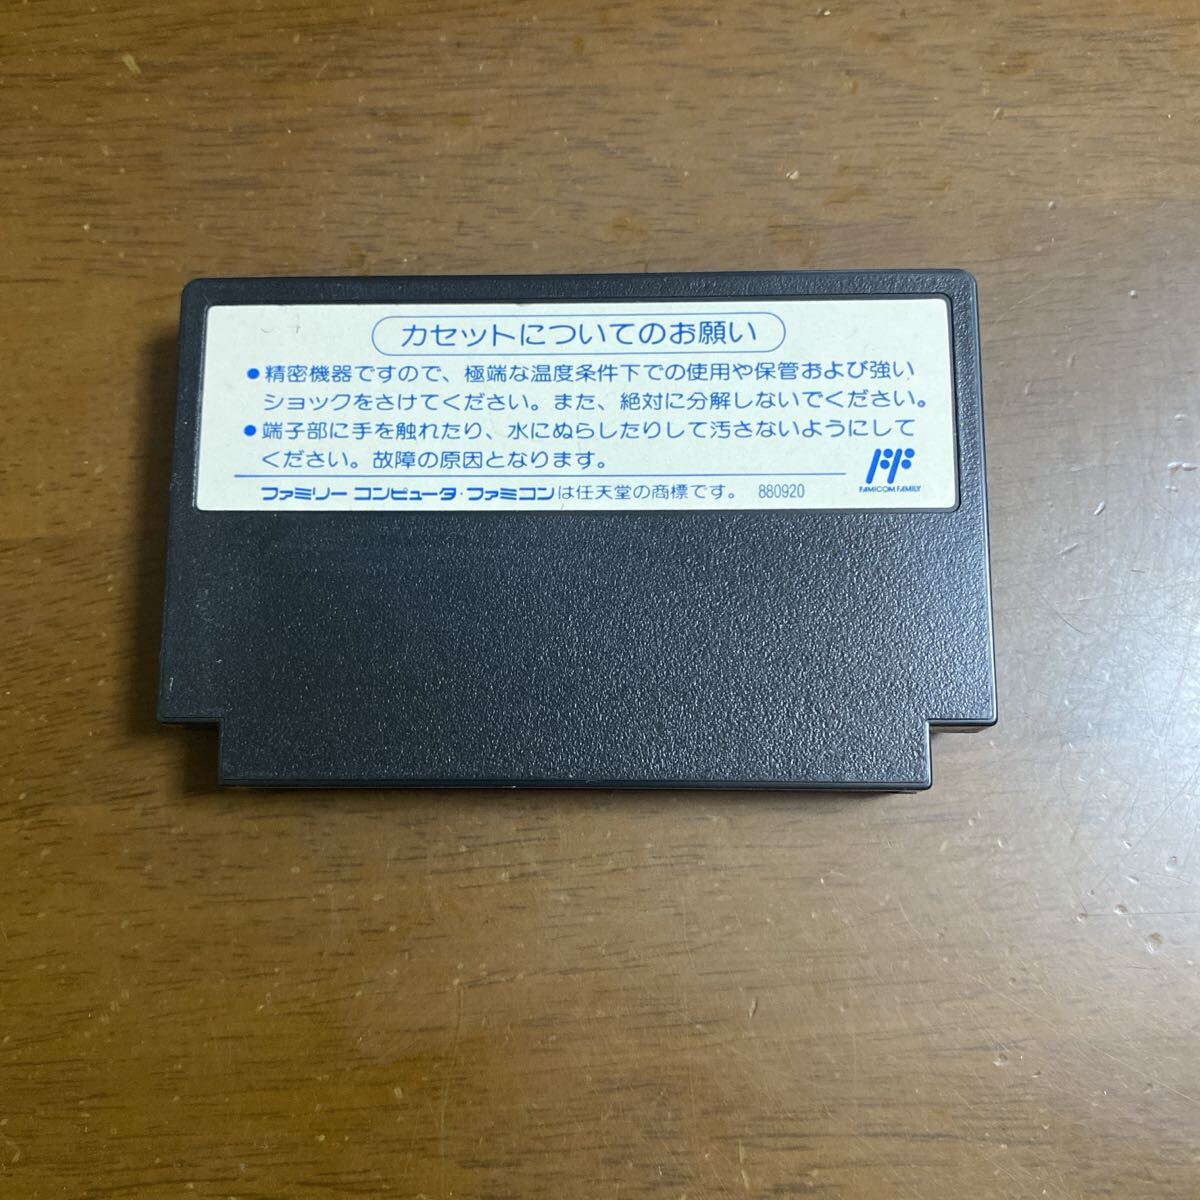 カセットについてのお願い
●精密機器ですので、極端な温度条件下での使用や保管および強い
ショックをさけてください。また、絶対に分解しないでください。
●端子部に手を触れたり、水にぬらしたりして汚さないようにして
ください。故障の原因となります。
FF
FAMICOM FAMILY
ファミリーコンピュータ・ファミコンは任天堂の商標です。 880920